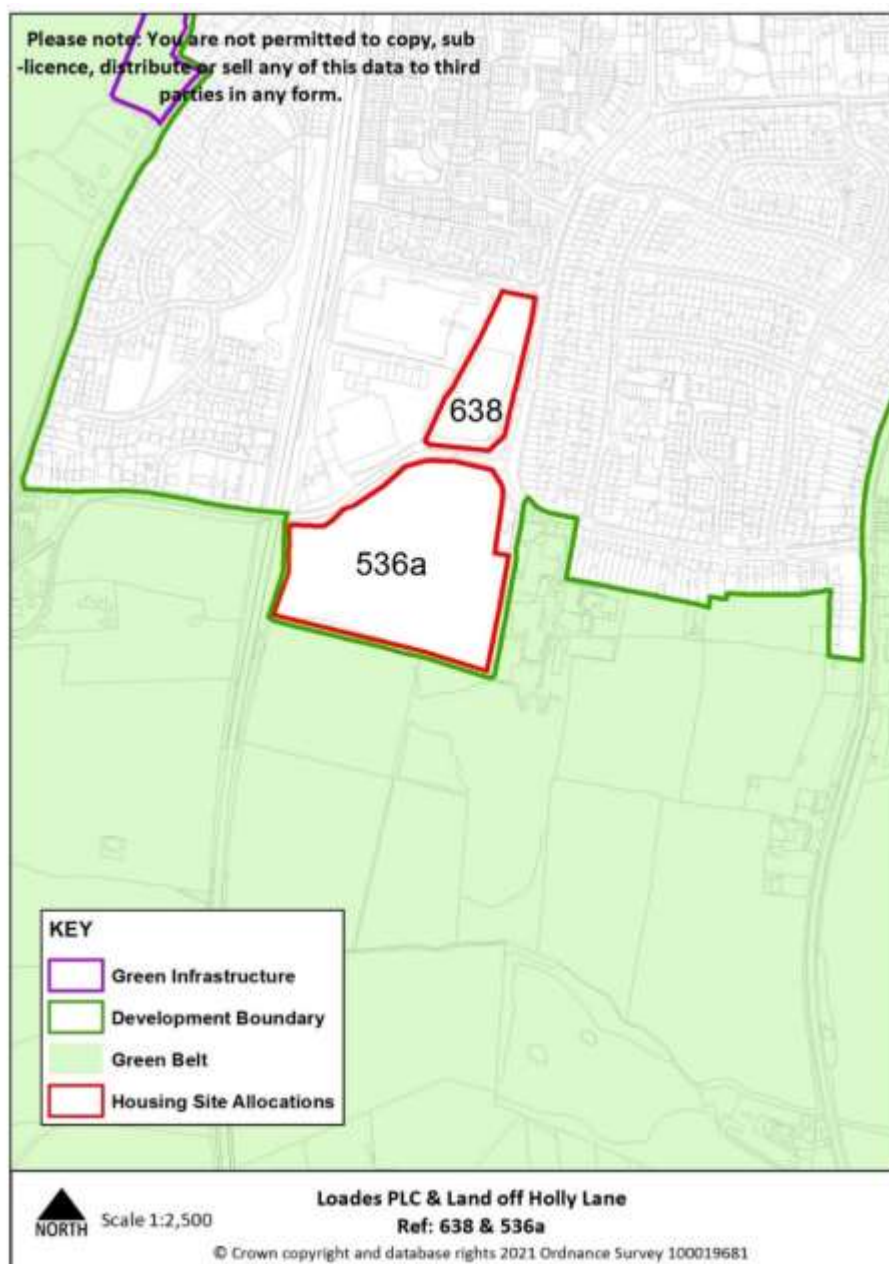 Please note: You are not permitted to copy, sub
-licence, distribute or sell any of this data to third
parties in any form.
638
536a
KEY
Green Infrastructure
Development Boundary
Green Belt
Housing Site Allocations
NORTH
Scale 1:2,500
Loades PLC & Land off Holly Lane
Ref: 638 & 536a
© Crown copyright and database rights 2021 Ordnance Survey 100019681